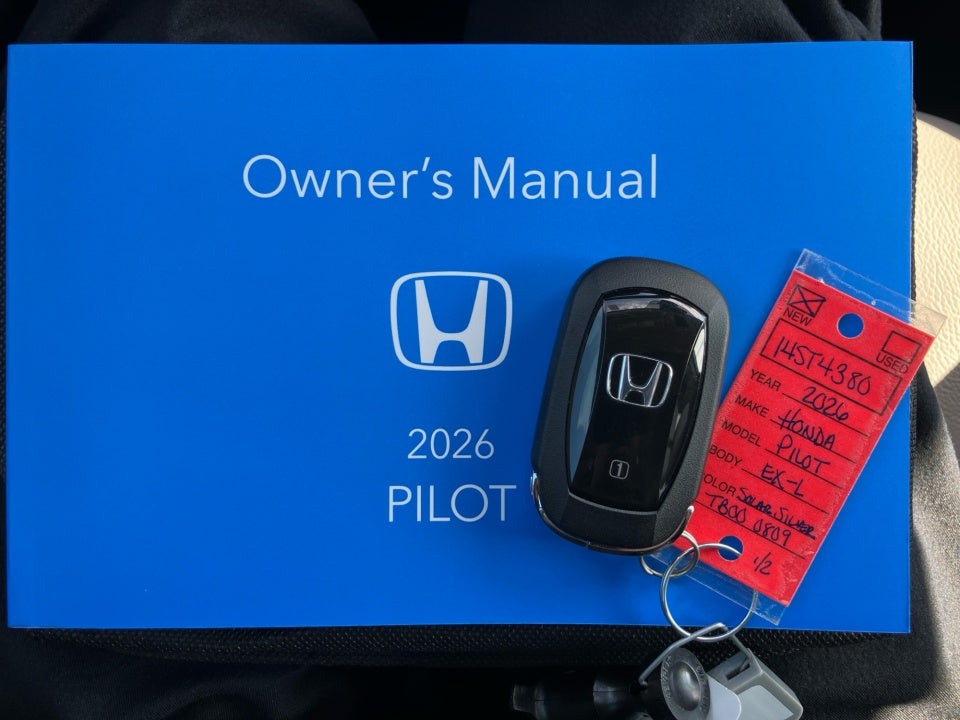 Owner's Manual
2026
PILOT
1
NEW
USED
14ST4380
YEAR 2026
MAKE HONDA
MODEL PILOT
BODY EX-L
OLOR SOLAR SILVER
TB00 0809
1/2